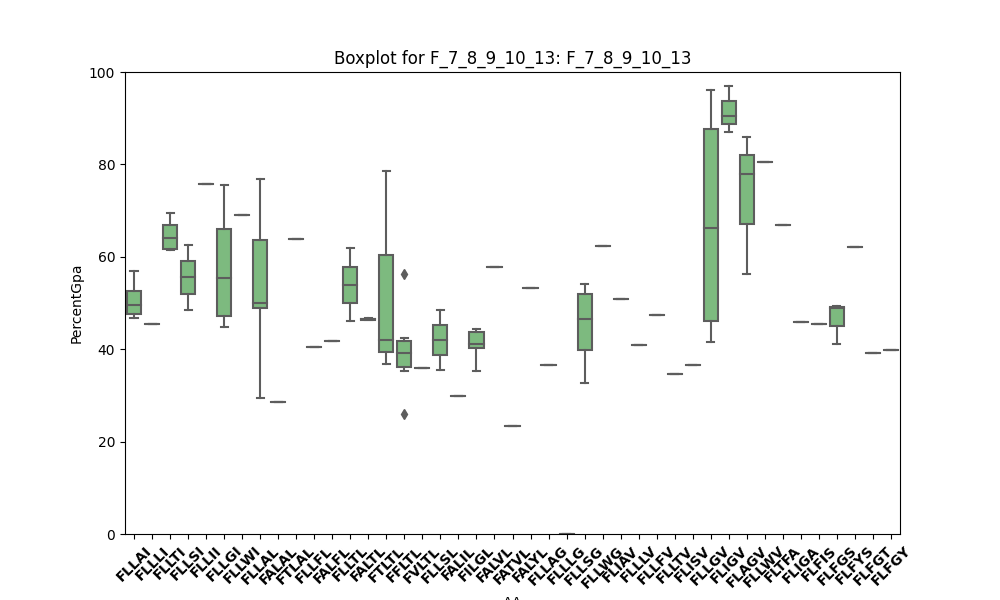 Boxplot for F_7_8_9_10_13: F_7_8_9_10_13
PercentGpa
100
80
60
40
20
0
FLLAI
FLLLI
FLLTI
FLLSI
FLLII
FLLGI
FLLWI
FLLAL
FALAL
FTLAL
FLLFL
FALFL
FLLTL
FALTL
FTLTL
FFLTL
FVLTL
FLLSL
FALIL
FILGL
FALVL
FATVL
FALYL
FLLAG
FLLLG
FLLSG
FLLWG
FLIAV
FLLLV
FLLFV
FLLTV
FLISV
FLLGV
FLIGV
FLAGV
FLLWV
FLTFA
FLIGA
FLFIS
FLFGS
FLFYS
FLFGT
FLFGY